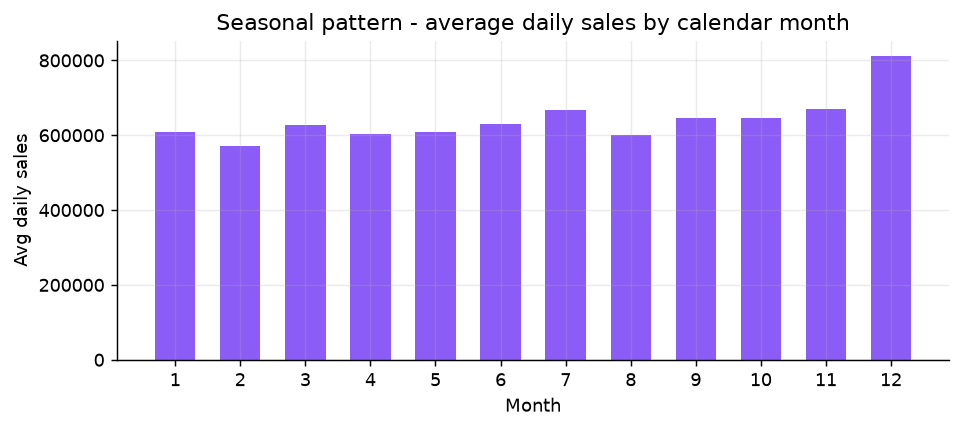 Seasonal pattern - average daily sales by calendar month
800000
600000
400000
200000
0
Avg daily sales
1 2 3 4 5 6 7 8 9 10 11 12
Month